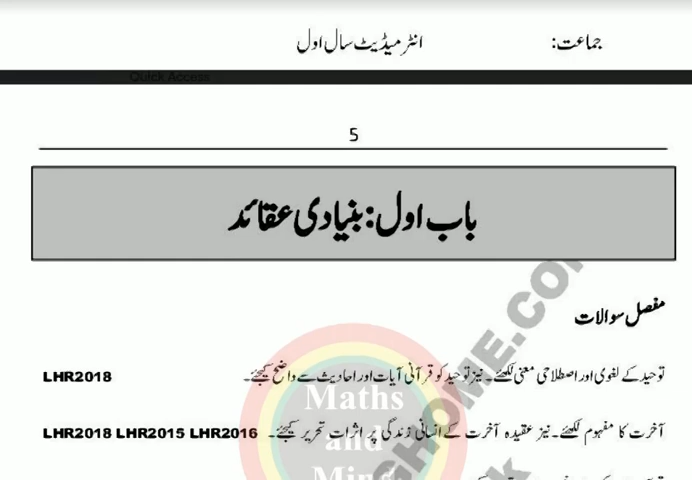 جماعت: انٹرمیڈیٹ سال اول
Quick Access
5
باب اول: بنیادی عقائد
مفصل سوالات
توحید کے لغوی اور اصطلاحی معنی لکھئے۔ نیز توحید کو قرآنی آیات اور احادیث سے واضح کیجئے۔ LHR2018
آخرت کا مفہوم لکھئے۔ نیز عقیدہ آخرت کے انسانی زندگی پر اثرات تحریر کیجئے۔ LHR2018 LHR2015 LHR2016
Maths
and